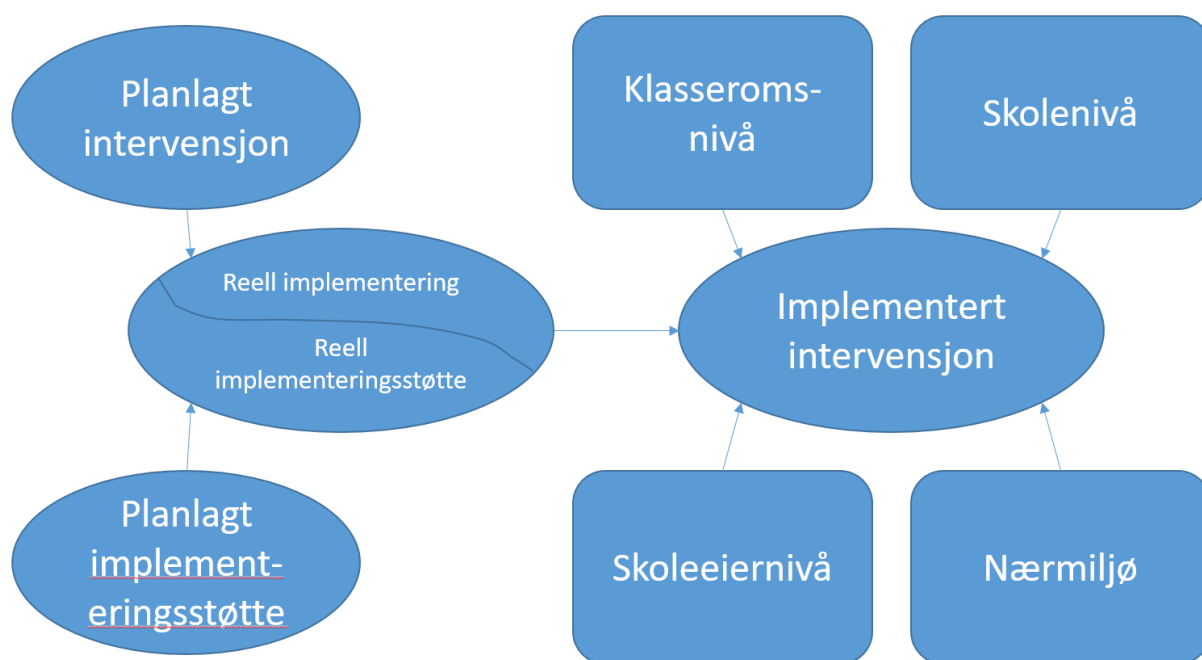 Planlagt
intervensjon
Klasseroms-
nivå
Skolenivå
Reell implementering
Reell
implementeringsstøtte
Implementert
intervensjon
Planlagt
implement-
eringsstøtte
Skoleeiernivå
Nærmiljø